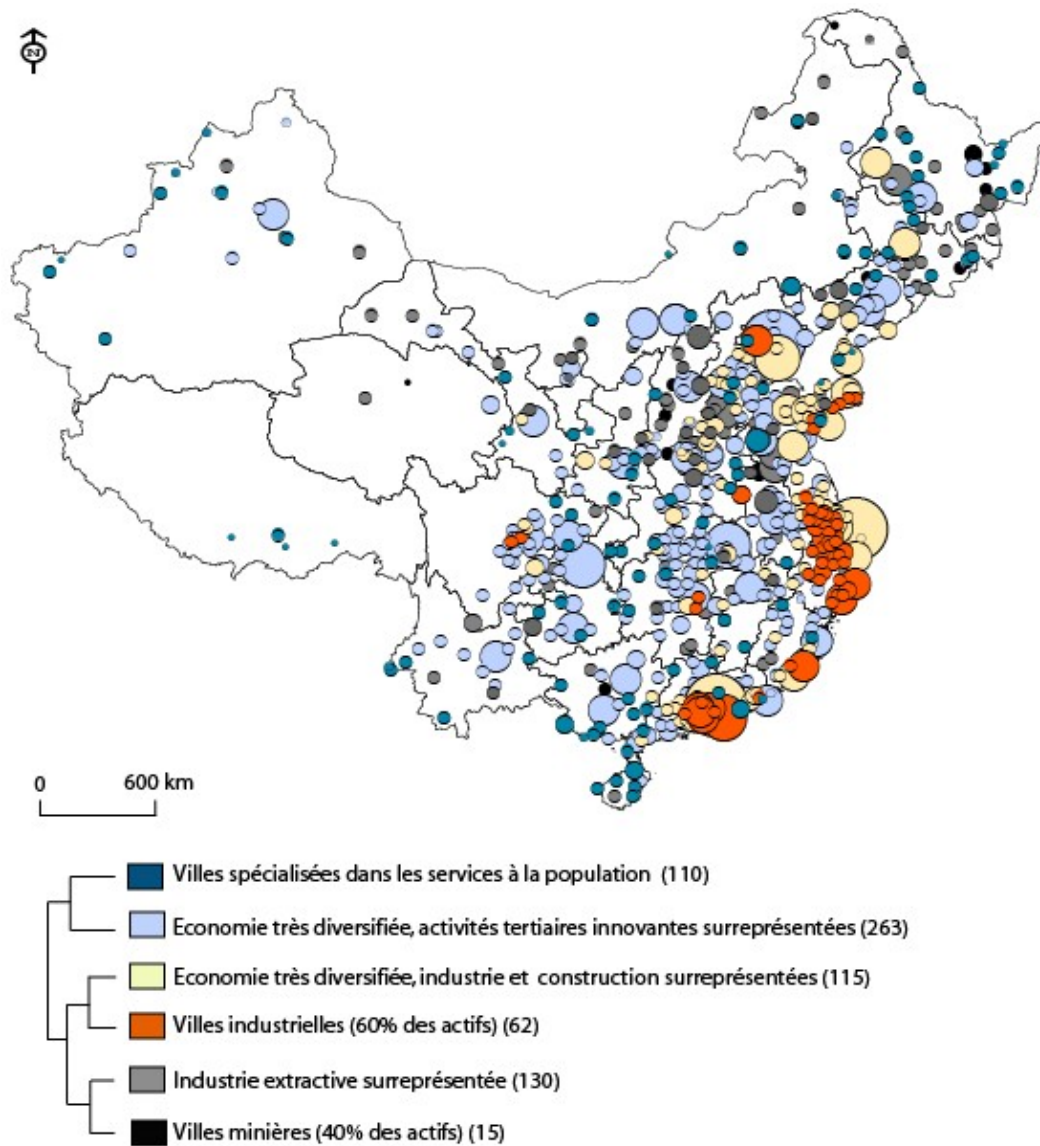 N
0 600 km
Villes spécialisées dans les services à la population (110)
Economie très diversifiée, activités tertiaires innovantes surreprésentées (263)
Economie très diversifiée, industrie et construction surreprésentées (115)
Villes industrielles (60% des actifs) (62)
Industrie extractive surreprésentée (130)
Villes minières (40% des actifs) (15)